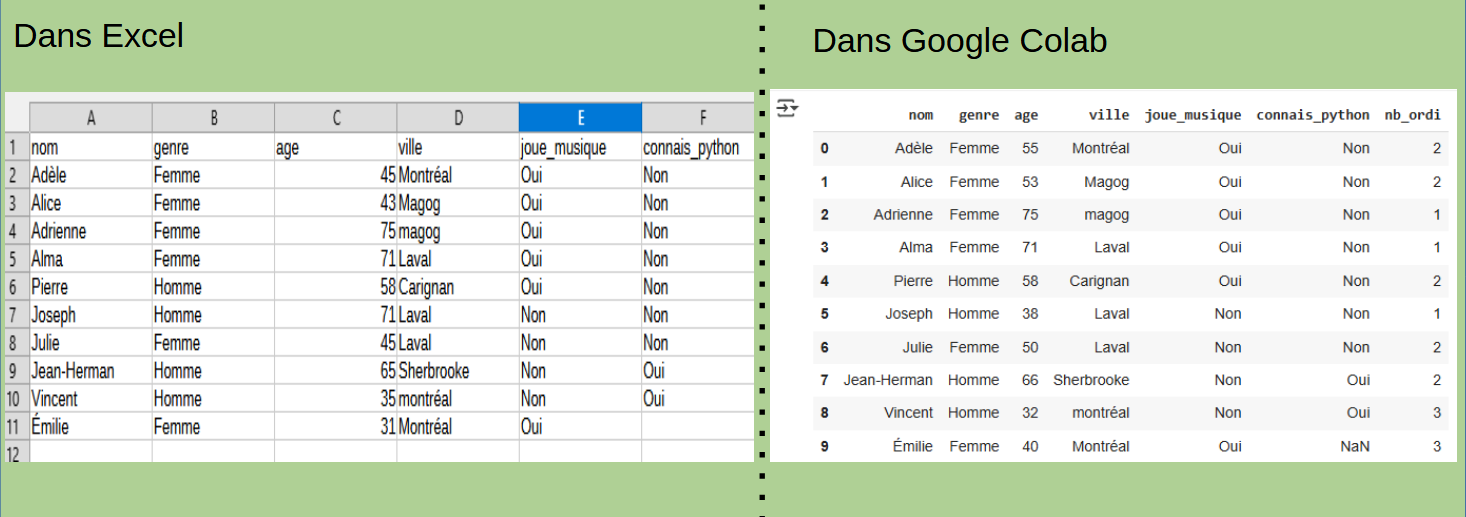 Dans Excel
A B C D E F
1 nom genre age ville joue_musique connais_python
2 Adèle Femme 45 Montréal Oui Non
3 Alice Femme 43 Magog Oui Non
4 Adrienne Femme 75 magog Oui Non
5 Alma Femme 71 Laval Oui Non
6 Pierre Homme 58 Carignan Oui Non
7 Joseph Homme 71 Laval Non Non
8 Julie Femme 45 Laval Non Non
9 Jean-Herman Homme 65 Sherbrooke Non Oui
10 Vincent Homme 35 montréal Non Oui
11 Émilie Femme 31 Montréal Oui
12
Dans Google Colab
nom genre age ville joue_musique connais_python nb_ordi
0 Adèle Femme 55 Montréal Oui Non 2
1 Alice Femme 53 Magog Oui Non 2
2 Adrienne Femme 75 magog Oui Non 1
3 Alma Femme 71 Laval Oui Non 1
4 Pierre Homme 58 Carignan Oui Non 2
5 Joseph Homme 38 Laval Non Non 1
6 Julie Femme 50 Laval Non Non 2
7 Jean-Herman Homme 66 Sherbrooke Non Oui 2
8 Vincent Homme 32 montréal Non Oui 3
9 Émilie Femme 40 Montréal Oui NaN 3